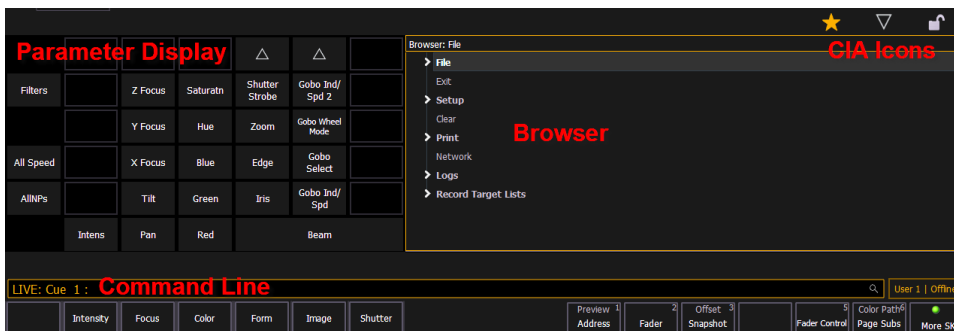 Parameter Display
CIA Icons
Browser: File
File
Exit
Setup
Clear
Print
Network
Logs
Record Target Lists
Browser
Filters
Z Focus
Saturatn
Shutter
Strobe
Gobo Ind/
Spd 2
Y Focus
Hue
Zoom
Gobo Wheel
Mode
All Speed
X Focus
Blue
Edge
Gobo
Select
AllNPs
Tilt
Green
Iris
Gobo Ind/
Spd
Intens
Pan
Red
Beam
LIVE: Cue 1 :
Command Line
User 1 | Offline
Intensity
Focus
Color
Form
Image
Shutter
Preview 1
Address
2
Fader
Offset 3
Snapshot
5
Fader Control
Color Path 6
Page Subs
More SK